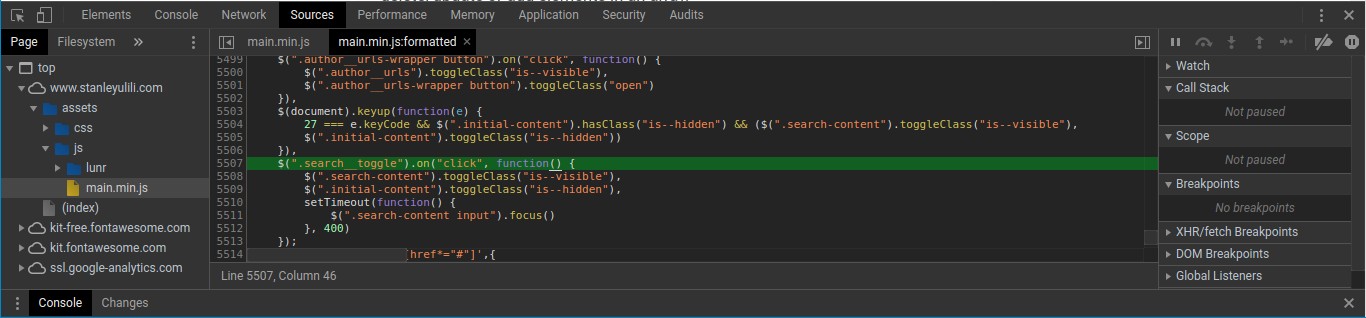 Elements Console Network Sources Performance Memory Application Security Audits
Page Filesystem » main.min.js main.min.js:formatted ×
top
www.stanleyulili.com
assets
css
js
lunr
main.min.js
(index)
kit-free.fontawesome.com
kit.fontawesome.com
ssl.google-analytics.com
5499 $(".author__urls-wrapper button").on("click", function() {
5500 $(".author__urls").toggleClass("is--visible"),
5501 $(".author__urls-wrapper button").toggleClass("open")
5502 }),
5503 $(document).keyup(function(e) {
5504 27 === e.keyCode && $(".initial-content").hasClass("is--hidden") && ($(".search-content").toggleClass("is--visible"),
5505 $(".initial-content").toggleClass("is--hidden"))
5506 }),
5507 $(".search__toggle").on("click", function() {
5508 $(".search-content").toggleClass("is--visible"),
5509 $(".initial-content").toggleClass("is--hidden"),
5510 setTimeout(function() {
5511 $(".search-content input").focus()
5512 }, 400)
5513 });
5514 href*="#"]',{
Line 5507, Column 46
Watch
Call Stack
Not paused
Scope
Not paused
Breakpoints
No breakpoints
XHR/fetch Breakpoints
DOM Breakpoints
Global Listeners
Console Changes